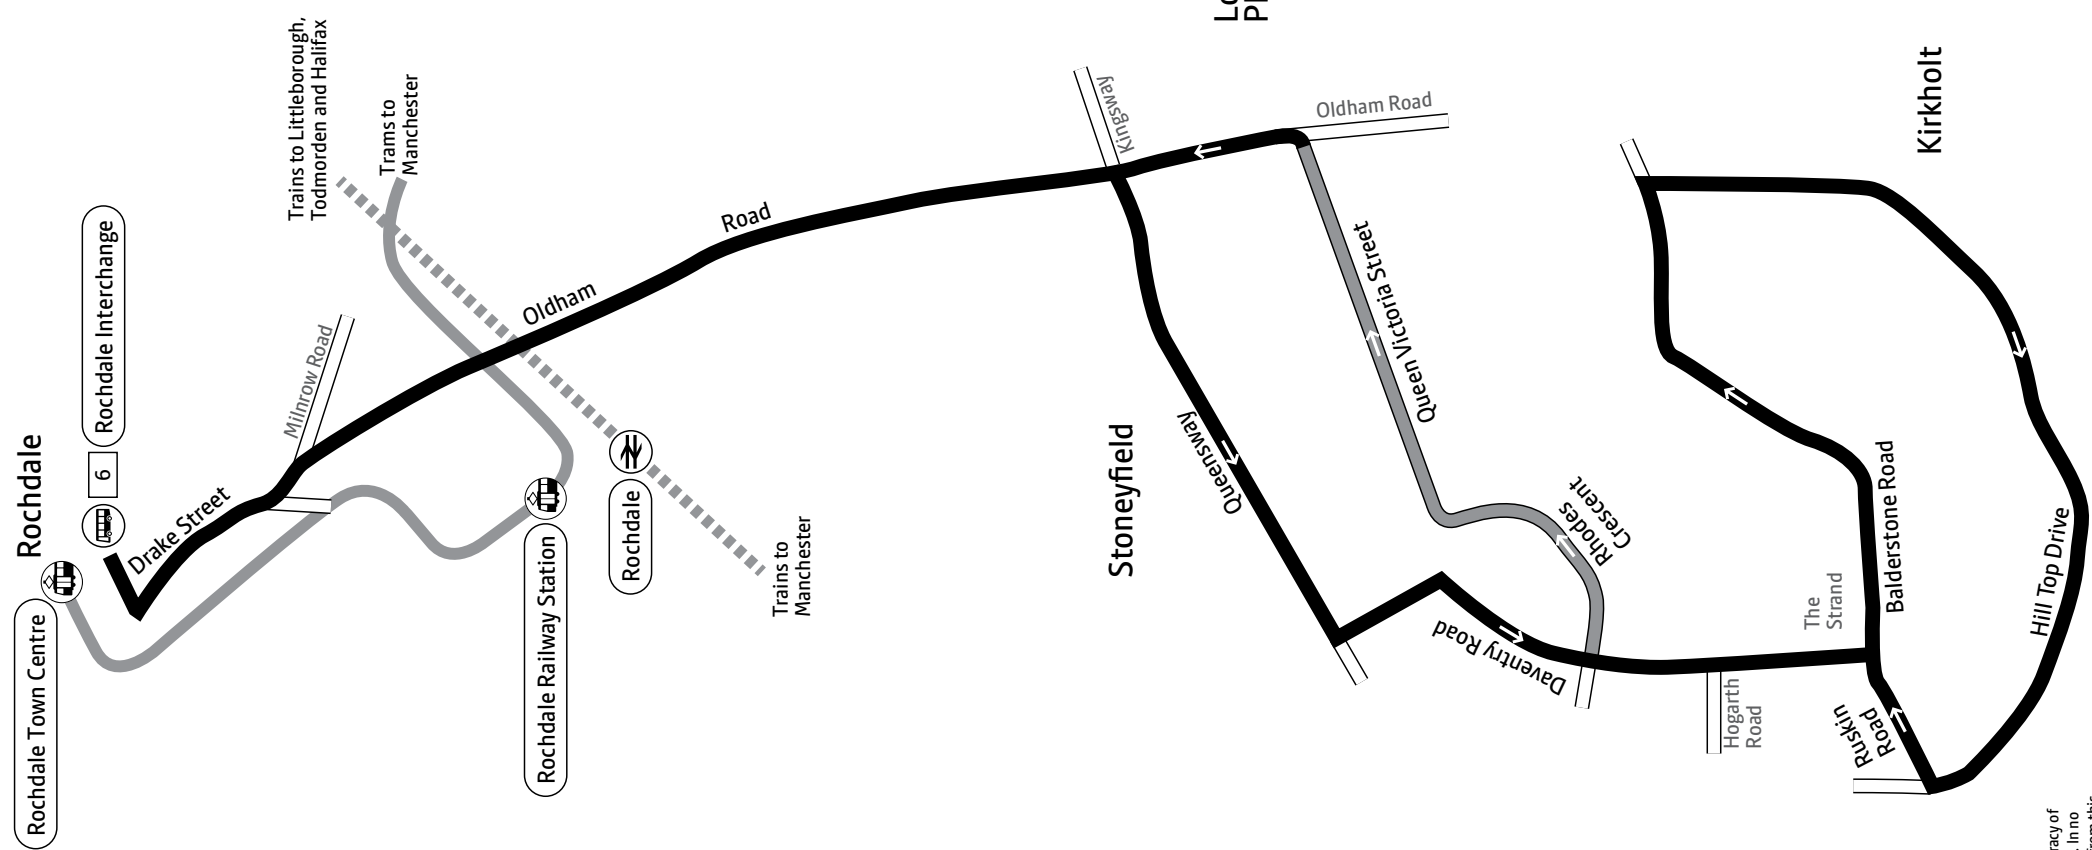 Rochdale
Rochdale Town Centre
6
Rochdale Interchange
Drake Street
Milnrow Road
Trains to Littleborough,
Todmorden and Halifax
Trams to
Manchester
Rochdale Railway Station
Rochdale
Trains to
Manchester
Oldham
Road
Kingsway
Oldham Road
Stoneyfield
Queensway
Queen Victoria Street
Rhodes
Crescent
Daventry Road
Hogarth
Road
The
Strand
Balderstone Road
Ruskin
Road
Hill Top Drive
Kirkholt